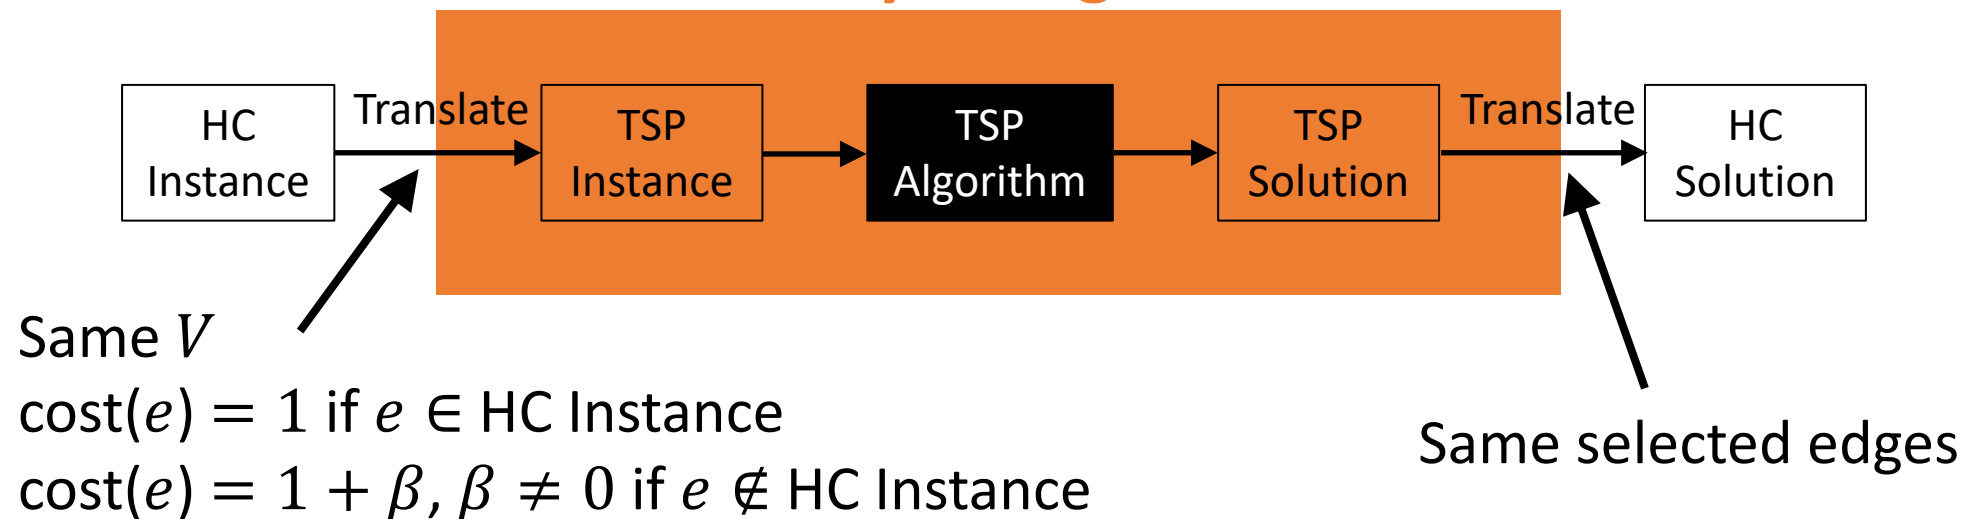 HC
Instance
Translate
TSP
Instance
TSP
Algorithm
TSP
Solution
Translate
HC
Solution
Same V
cost(e) = 1 if e ∈ HC Instance
cost(e) = 1 + β, β ≠ 0 if e ∉ HC Instance
Same selected edges